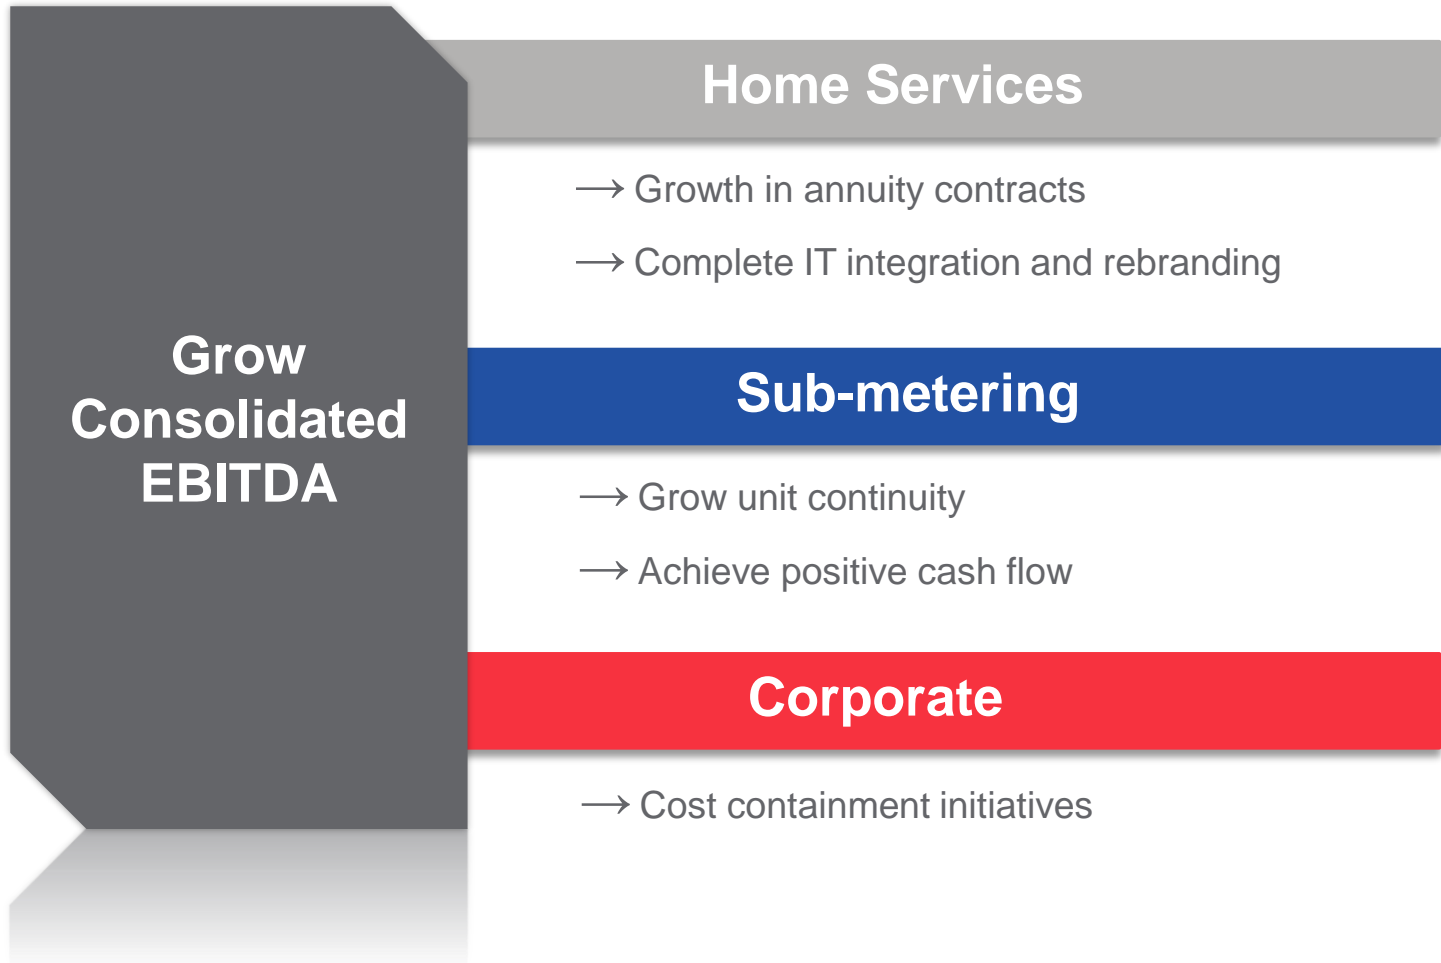 Grow
Consolidated
EBITDA
Home Services
→ Growth in annuity contracts
→ Complete IT integration and rebranding
Sub-metering
→ Grow unit continuity
→ Achieve positive cash flow
Corporate
→ Cost containment initiatives